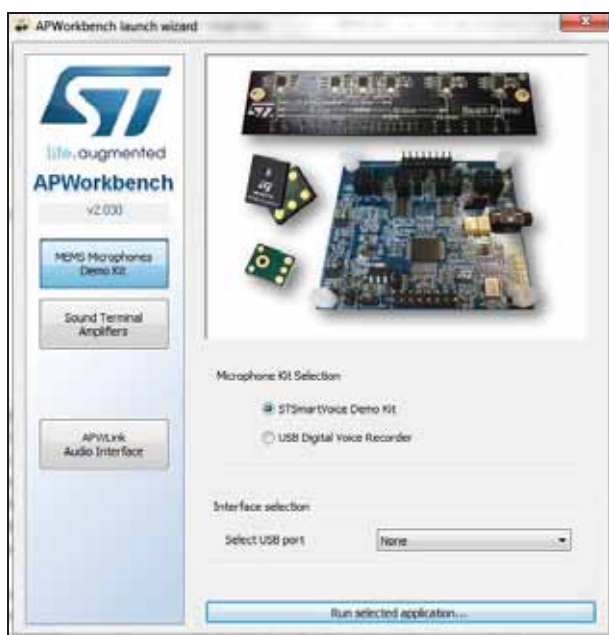 APWorkbench launch wizard
ST
life.augmented
APWorkbench
v2.030
MEMS Microphones
Demo Kit
Sound Terminal
Amplifiers
APWLink
Audio Interface
Microphone Kit Selection
STSmartVoice Demo Kit
USB Digital Voice Recorder
Interface selection
Select USB port
None
Run selected application...